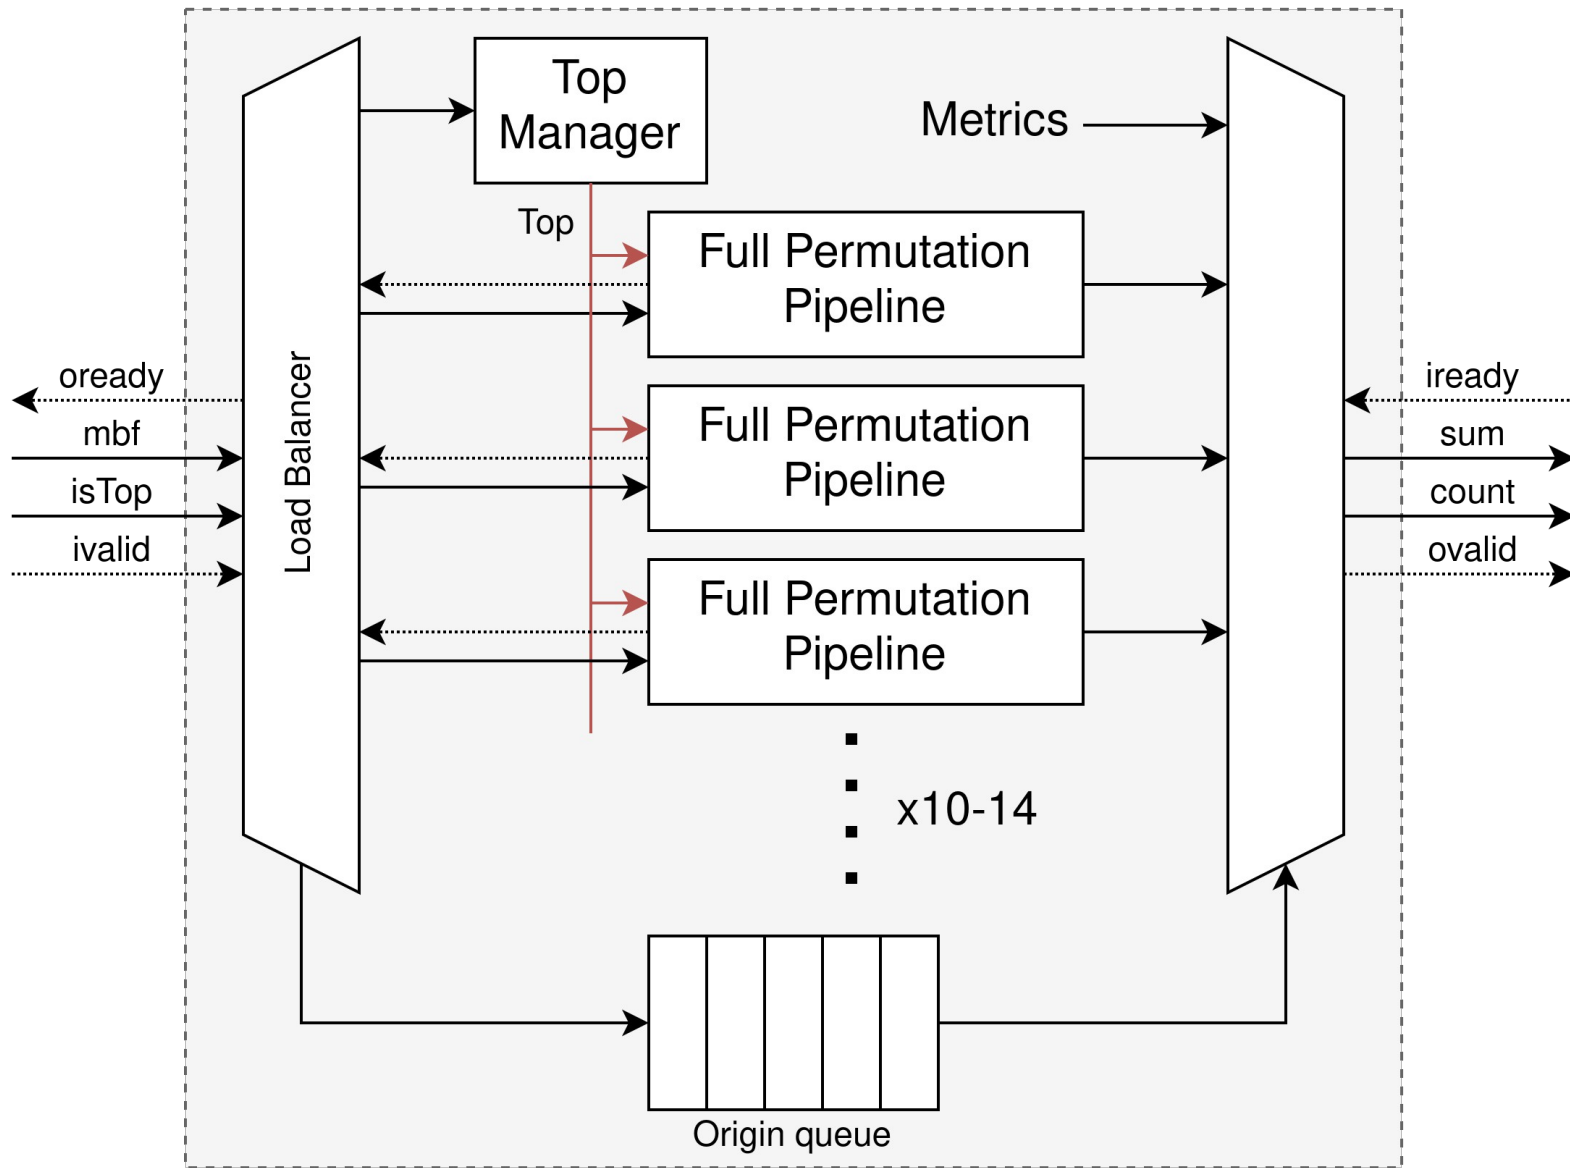 Top
Manager
Metrics
Top
Full Permutation
Pipeline
Load Balancer
oready
mbf
isTop
ivalid
Full Permutation
Pipeline
iready
sum
count
ovalid
Full Permutation
Pipeline
x10-14
Origin queue